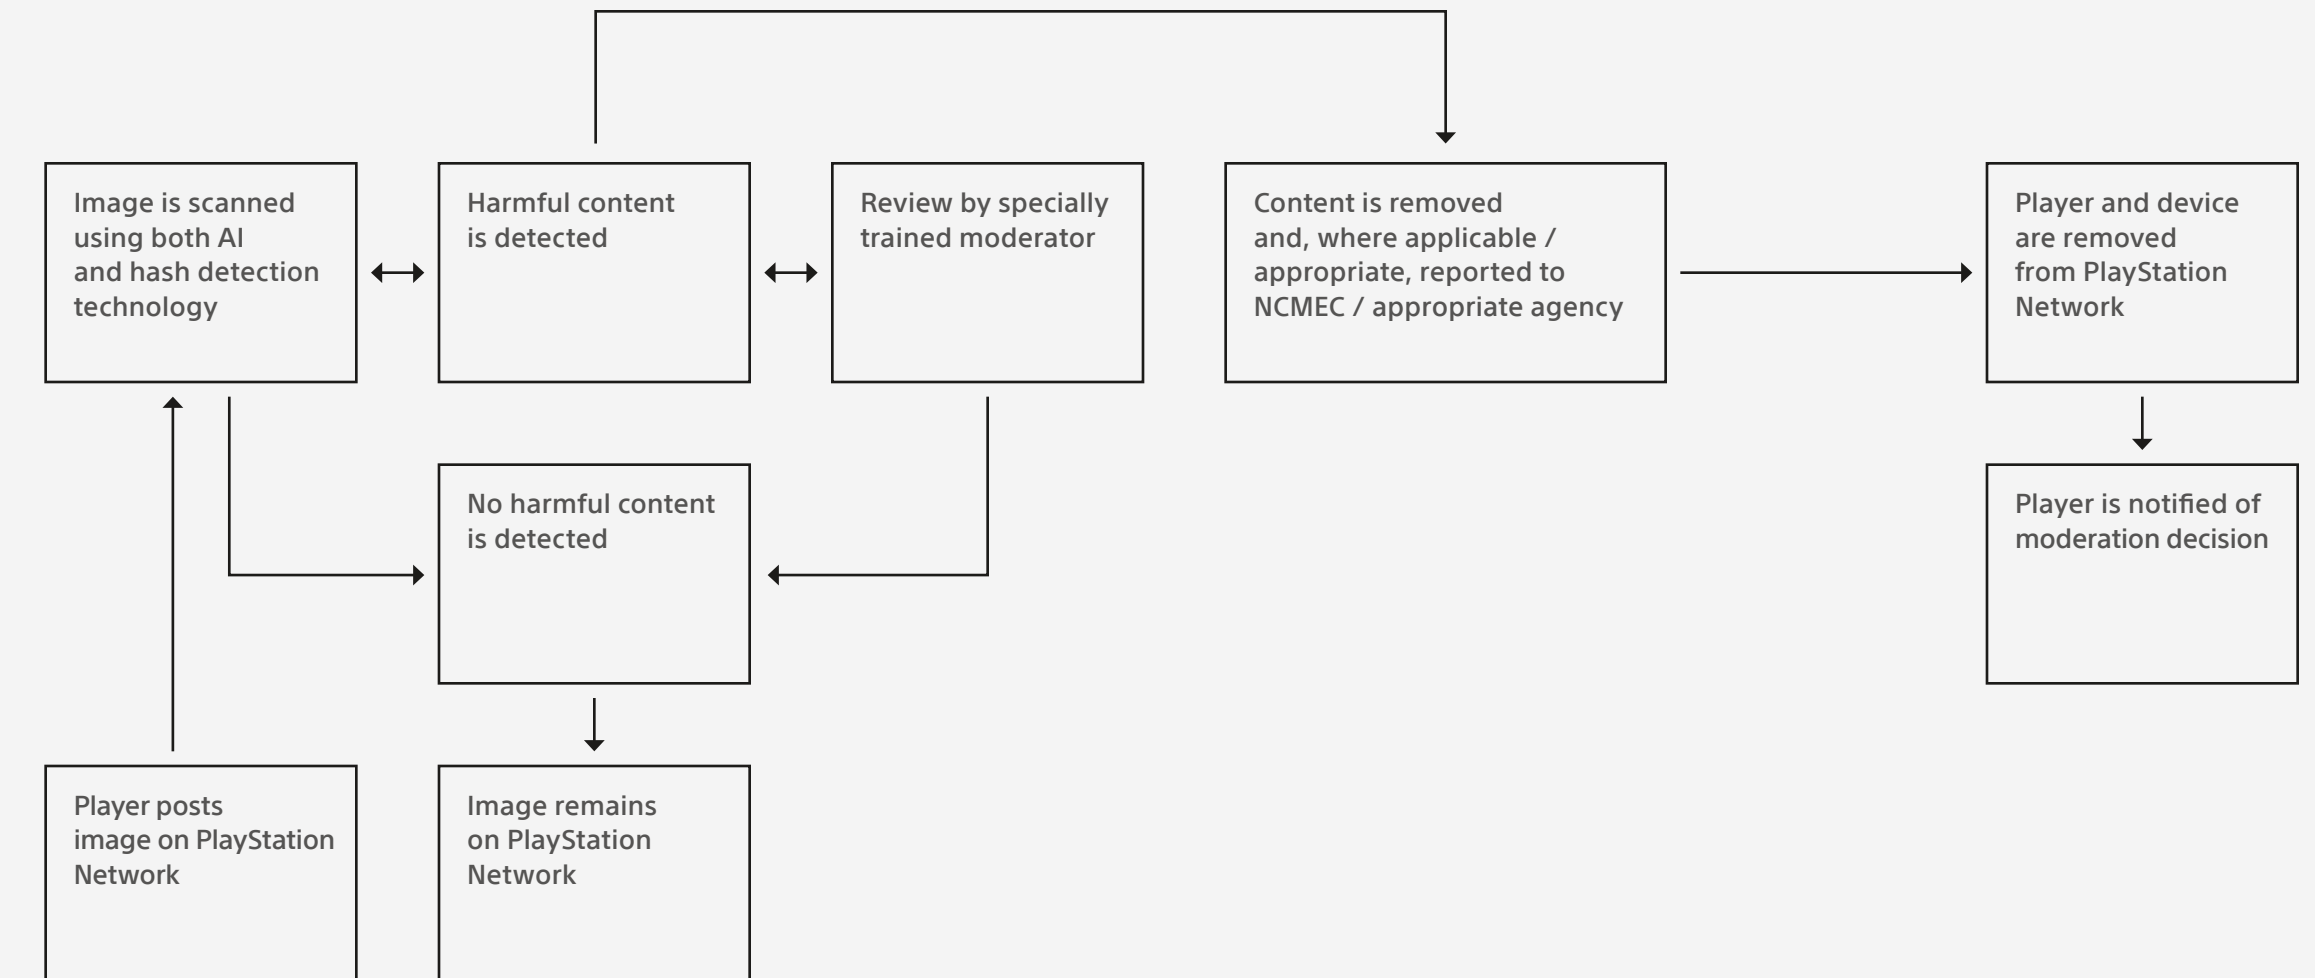 Image is scanned
using both AI
and hash detection
technology
Harmful content
is detected
Review by specially
trained moderator
Content is removed
and, where applicable /
appropriate, reported to
NCMEC / appropriate agency
Player and device
are removed
from PlayStation
Network
No harmful content
is detected
Player is notified of
moderation decision
Player posts
image on PlayStation
Network
Image remains
on PlayStation
Network